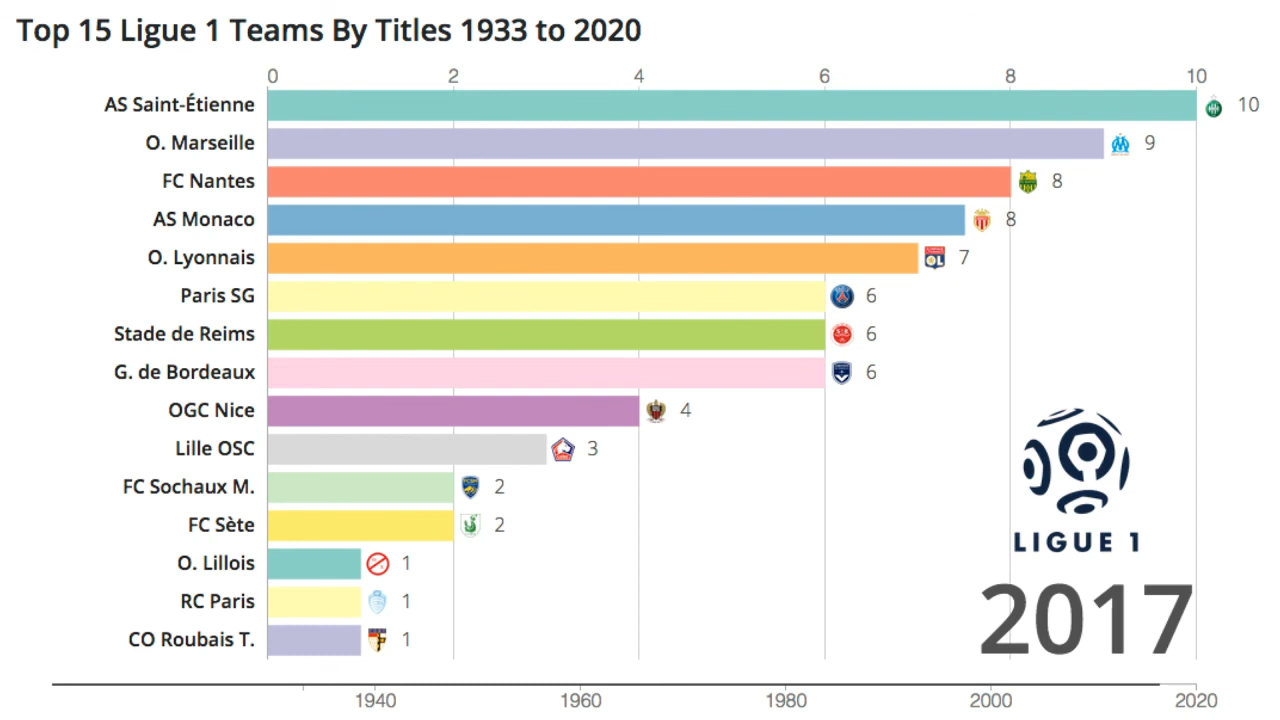 Top 15 Ligue 1 Teams By Titles 1933 to 2020
0 2 4 6 8 10
AS Saint-Étienne 10
O. Marseille 9
FC Nantes 8
AS Monaco 8
O. Lyonnais 7
Paris SG 6
Stade de Reims 6
G. de Bordeaux 6
OGC Nice 4
Lille OSC 3
FC Sochaux M. 2
FC Sète 2
O. Lillois 1
RC Paris 1
CO Roubais T. 1
LIGUE 1
2017
1940 1960 1980 2000 2020